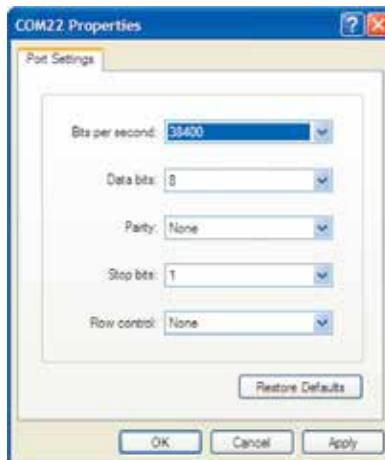 COM22 Properties
Port Settings
Bits per second: 38400
Data bits: 8
Parity: None
Stop bits: 1
Flow control: None
Restore Defaults
OK Cancel Apply